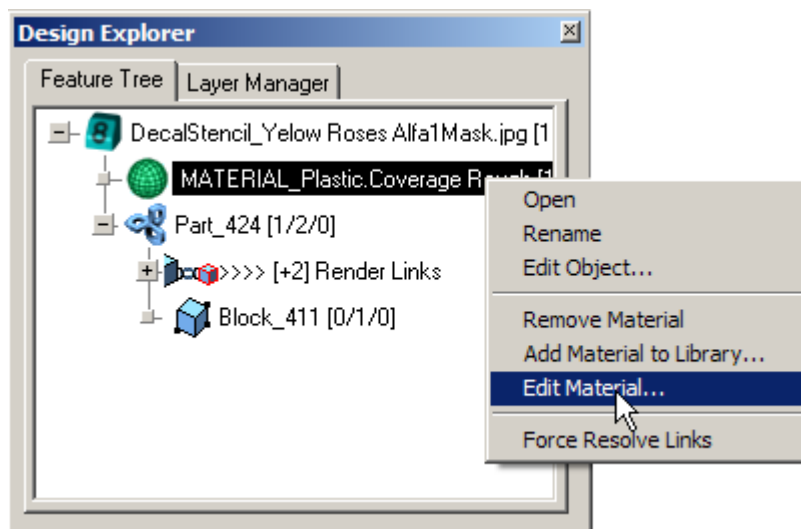 Design Explorer
Feature Tree
Layer Manager
DecalStencil_Yelow Roses Alfa1Mask.jpg [1
MATERIAL_Plastic.Coverage
Part_424 [1/2/0]
>>>> [+2] Render Links
Block_411 [0/1/0]
Open
Rename
Edit Object...
Remove Material
Add Material to Library...
Edit Material...
Force Resolve Links